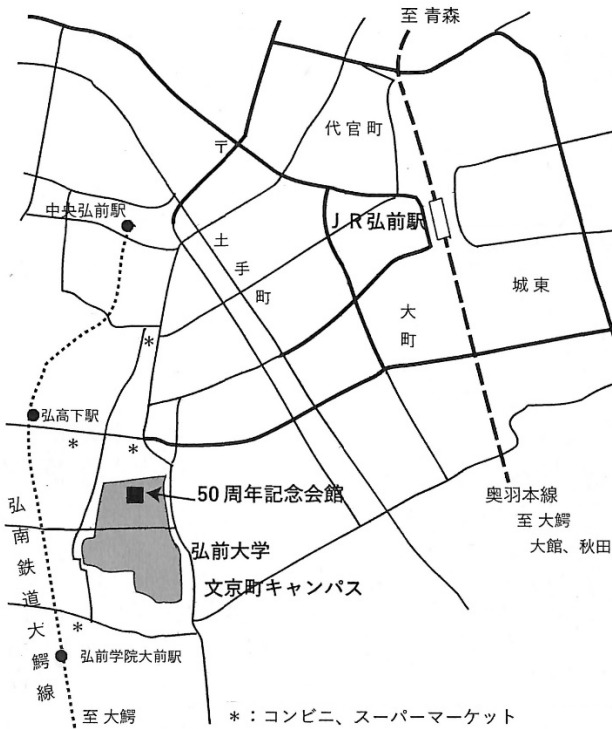 至 青森
代官町
〒
中央弘前駅
JR弘前駅
土手町
大町
城東
弘高下駅
*
*
*
50周年記念会館
奥羽本線
至 大鰐
大館、秋田
弘前大学
文京町キャンパス
弘南鉄道大鰐線
*
弘前学院大前駅
至 大鰐
*：コンビニ、スーパーマーケット